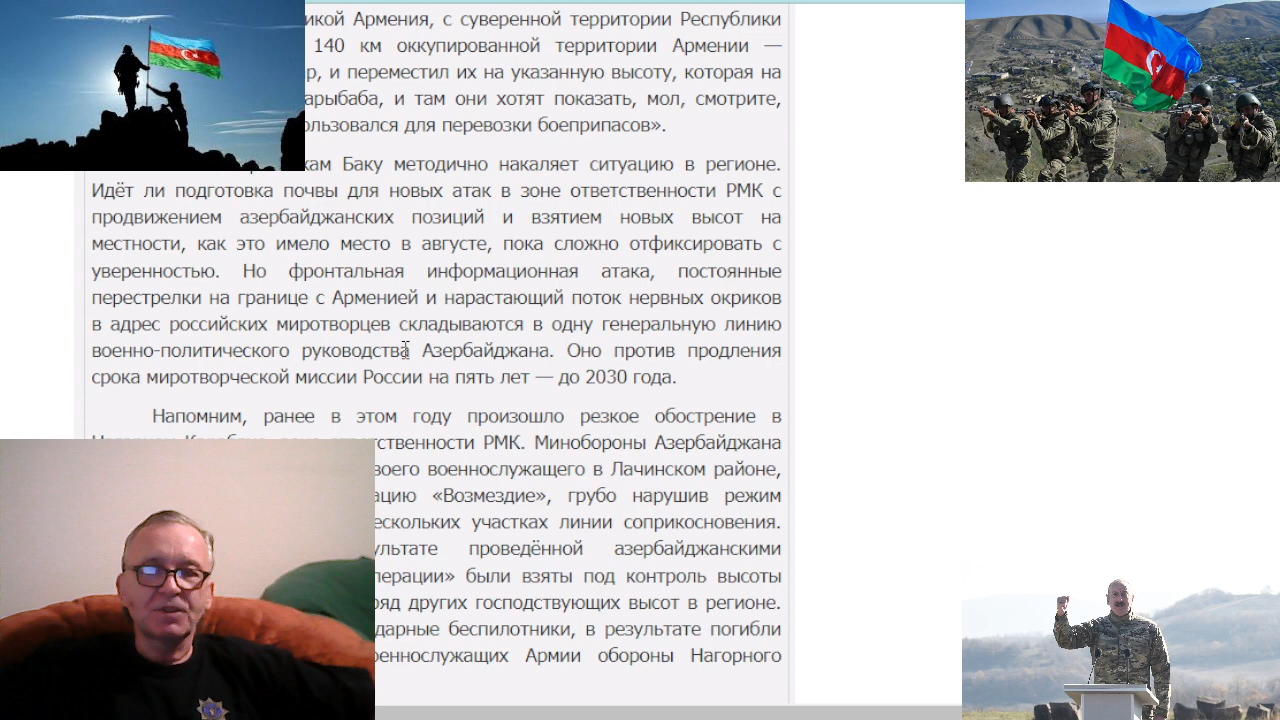 икой Армения, с суверенной территории Республики
140 км оккупированной территории Армении —
р, и переместил их на указанную высоту, которая на
арыбаба, и там они хотят показать, мол, смотрите,
ользовался для перевозки боеприпасов».
кам Баку методично накаляет ситуацию в регионе.
Идёт ли подготовка почвы для новых атак в зоне ответственности РМК с
продвижением азербайджанских позиций и взятием новых высот на
местности, как это имело место в августе, пока сложно отфиксировать с
уверенностью. Но фронтальная информационная атака, постоянные
перестрелки на границе с Арменией и нарастающий поток нервных окриков
в адрес российских миротворцев складываются в одну генеральную линию
военно-политического руководства Азербайджана. Оно против продления
срока миротворческой миссии России на пять лет — до 2030 года.
Напомним, ранее в этом году произошло резкое обострение в
тственности РМК. Минобороны Азербайджана
воего военнослужащего в Лачинском районе,
ацию «Возмездие», грубо нарушив режим
ескольких участках линии соприкосновения.
ультате проведённой азербайджанскими
перации» были взяты под контроль высоты
ряд других господствующих высот в регионе.
дарные беспилотники, в результате погибли
оеннослужащих Армии обороны Нагорного